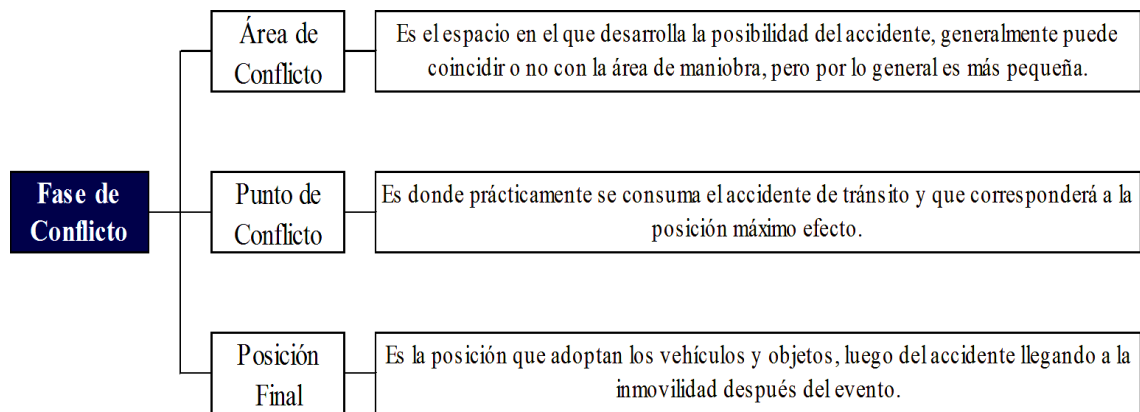 Área de
Conflicto
Es el espacio en el que desarrolla la posibilidad del accidente, generalmente puede
coincidir o no con la área de maniobra, pero por lo general es más pequeña.
Fase de
Conflicto
Punto de
Conflicto
Es donde prácticamente se consuma el accidente de tránsito y que corresponderá a la
posición máximo efecto.
Posición
Final
Es la posición que adoptan los vehículos y objetos, luego del accidente llegando a la
inmovilidad después del evento.